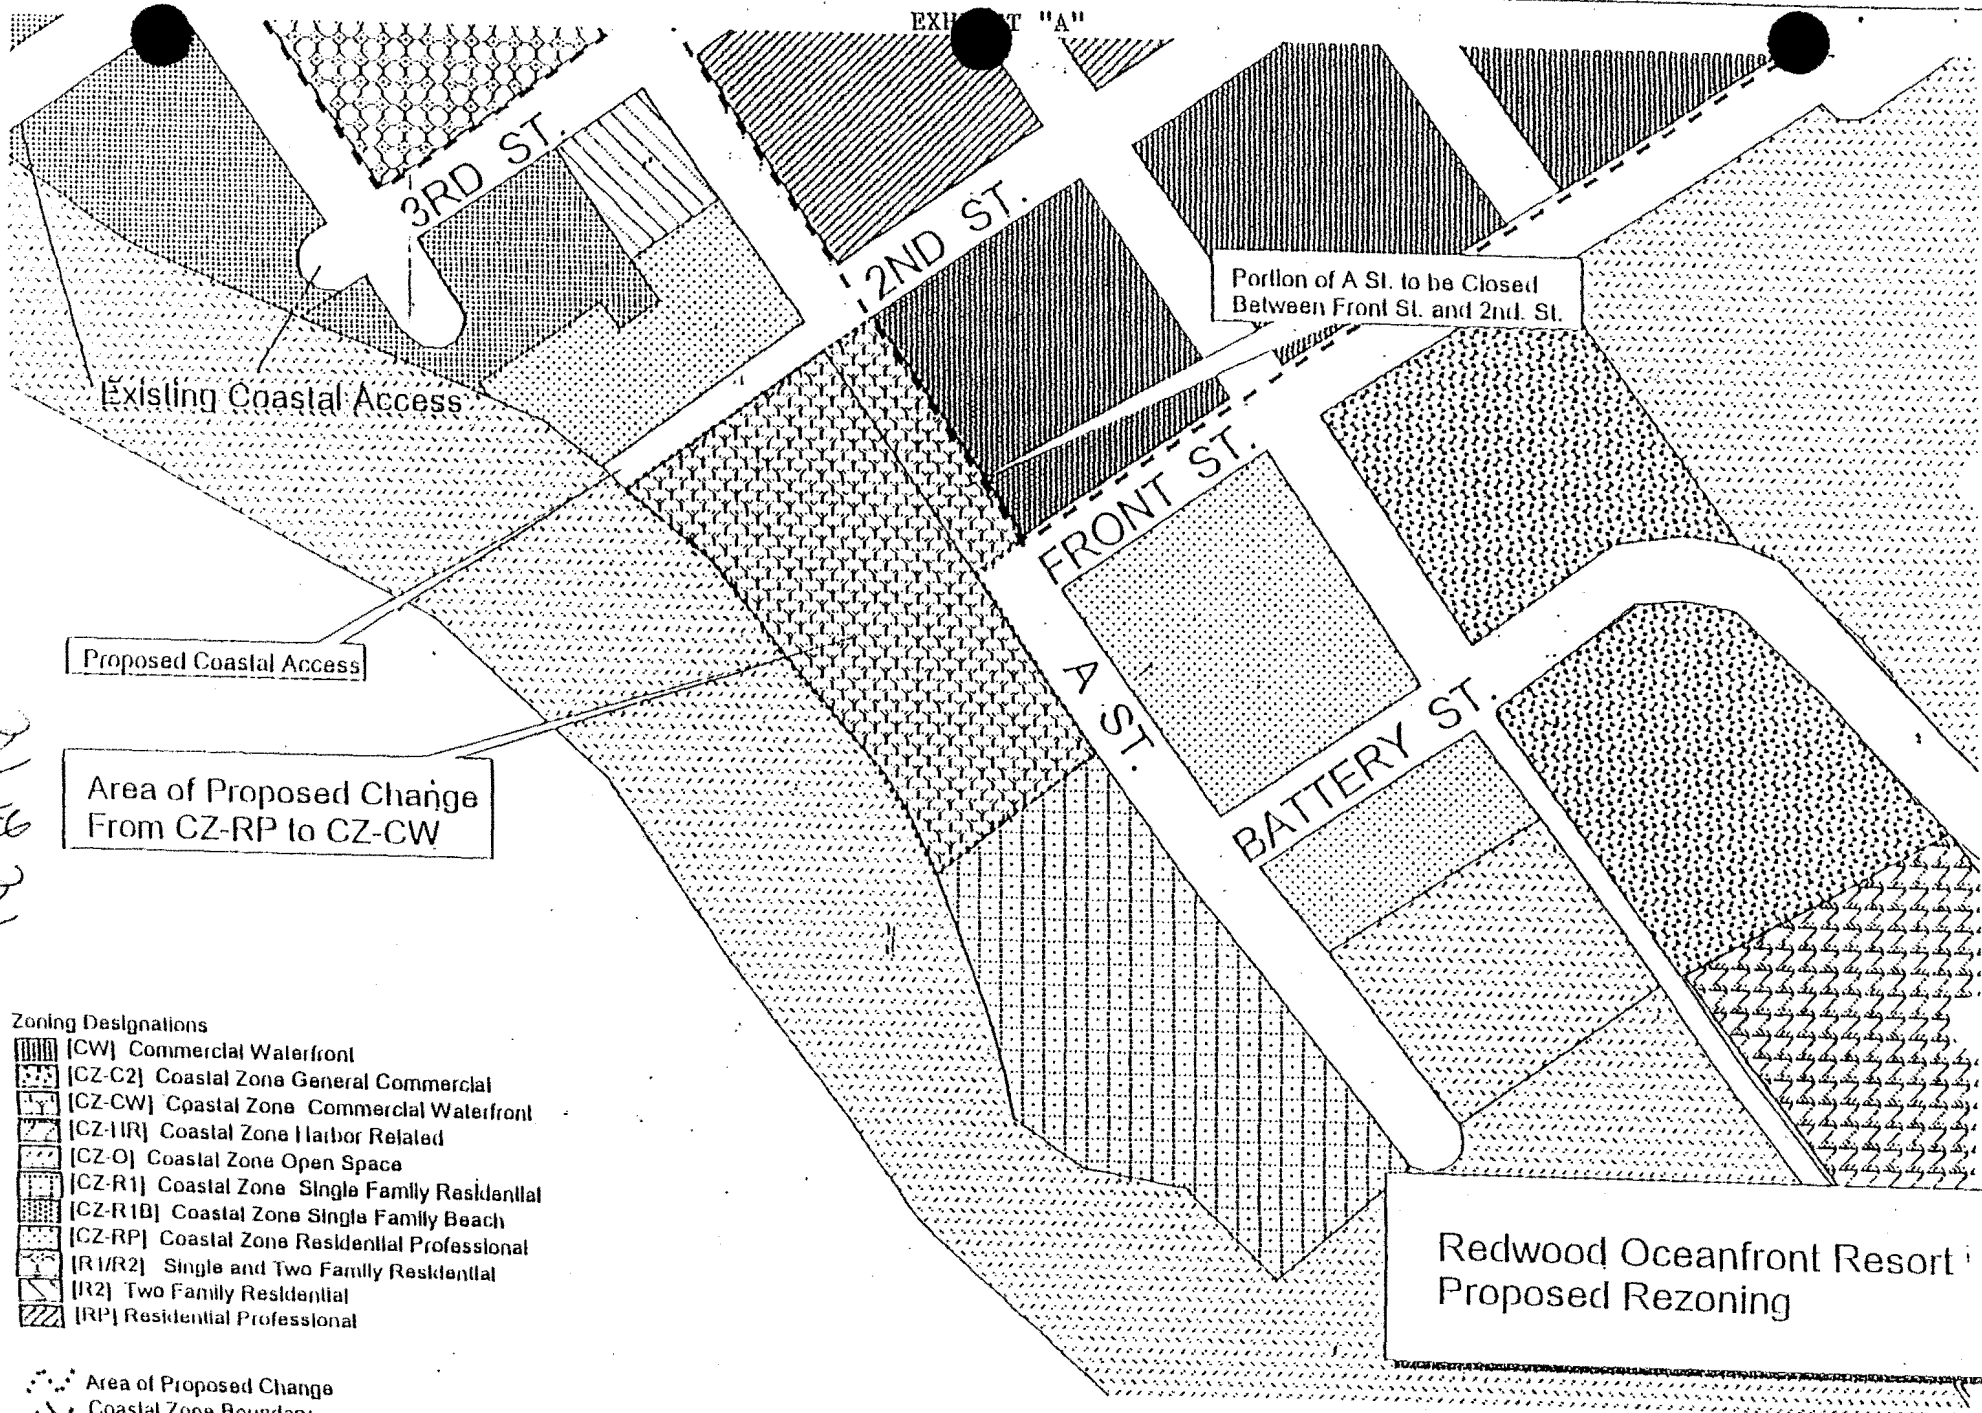 EXH T "A"
3RD ST.
2ND ST.
Portion of A St. to be Closed
Between Front St. and 2nd. St.
Existing Coastal Access
FRONT ST.
Proposed Coastal Access
A ST.
BATTERY ST.
Area of Proposed Change
From CZ-RP to CZ-CW
Zoning Designations
[CW] Commercial Waterfront
[CZ-C2] Coastal Zone General Commercial
[CZ-CW] Coastal Zone Commercial Waterfront
[CZ-HR] Coastal Zone Harbor Related
[CZ-O] Coastal Zone Open Space
[CZ-R1] Coastal Zone Single Family Residential
[CZ-R1B] Coastal Zone Single Family Beach
[CZ-RP] Coastal Zone Residential Professional
[R1/R2] Single and Two Family Residential
[R2] Two Family Residential
[RP] Residential Professional
Redwood Oceanfront Resort
Proposed Rezoning
Area of Proposed Change
Coastal Zone Boundary